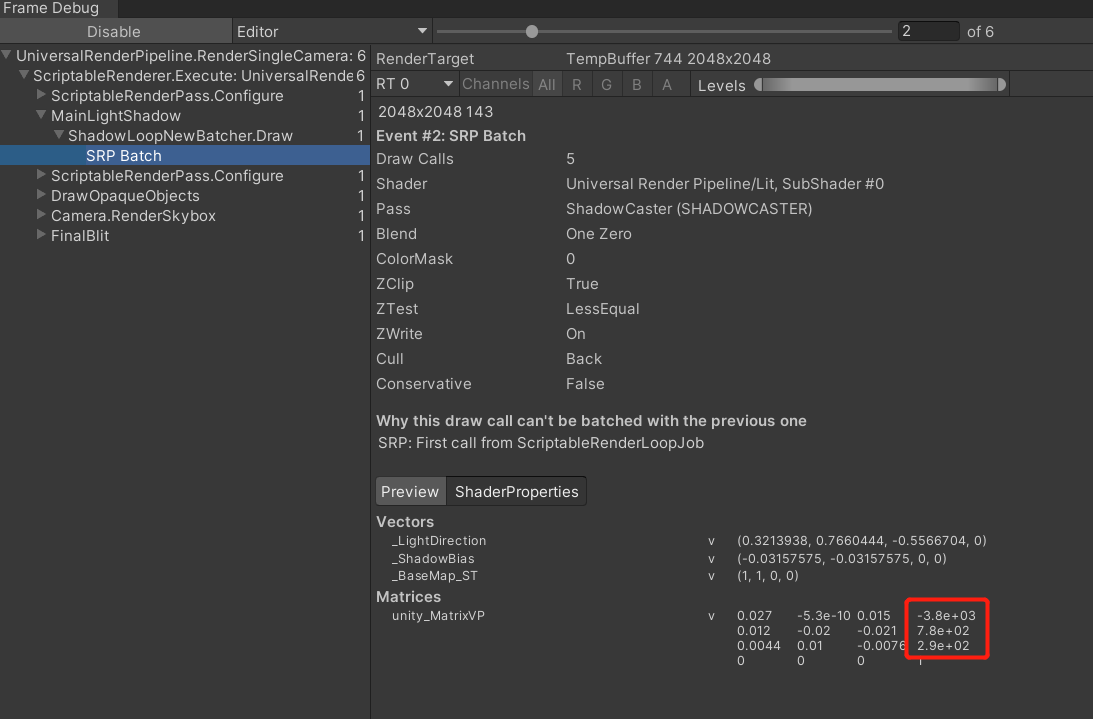 Frame Debug
Disable Editor 2 of 6
UniversalRenderPipeline.RenderSingleCamera: 6
ScriptableRenderer.Execute: UniversalRende 6
ScriptableRenderPass.Configure 1
MainLightShadow 1
ShadowLoopNewBatcher.Draw 1
SRP Batch
ScriptableRenderPass.Configure 1
DrawOpaqueObjects 1
Camera.RenderSkybox 1
FinalBlit 1
RenderTarget TempBuffer 744 2048x2048
RT 0 Channels All R G B A Levels
2048x2048 143
Event #2: SRP Batch
Draw Calls 5
Shader Universal Render Pipeline/Lit, SubShader #0
Pass ShadowCaster (SHADOWCASTER)
Blend One Zero
ColorMask 0
ZClip True
ZTest LessEqual
ZWrite On
Cull Back
Conservative False
Why this draw call can't be batched with the previous one
SRP: First call from ScriptableRenderLoopJob
Preview ShaderProperties
Vectors
_LightDirection v (0.3213938, 0.7660444, -0.5566704, 0)
_ShadowBias v (-0.03157575, -0.03157575, 0, 0)
_BaseMap_ST v (1, 1, 0, 0)
Matrices
unity_MatrixVP v 0.027 -5.3e-10 0.015 -3.8e+03
0.012 -0.02 -0.021 7.8e+02
0.0044 0.01 -0.0076 2.9e+02
0 0 0 1